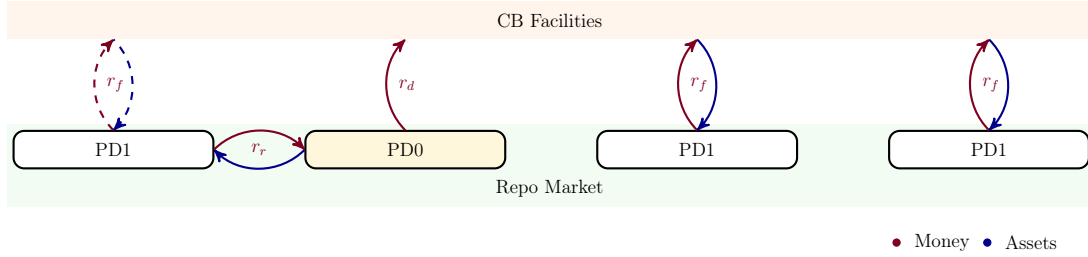 CB Facilities
r_f
r_d
r_f
r_f
PD1
r_r
PD0
PD1
PD1
Repo Market
Money
Assets